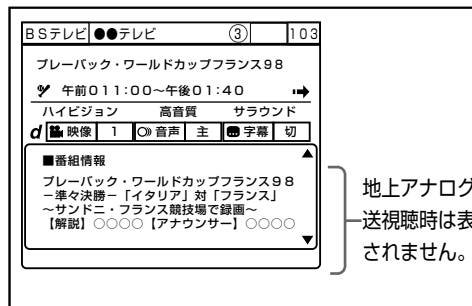 BSテレビ ●●テレビ ③ 103
プレーバック・ワールドカップフランス98
午前011:00〜午後01:40
ハイビジョン 高音質 サラウンド
d 映像 1 音声 主 字幕 切
■番組情報
プレーバック・ワールドカップフランス98
−準々決勝−「イタリア」対「フランス」
〜サンドニ・フランス競技場で録画〜
【解説】○○○○【アナウンサー】○○○○
地上アナログ
送視聴時は表
されません。